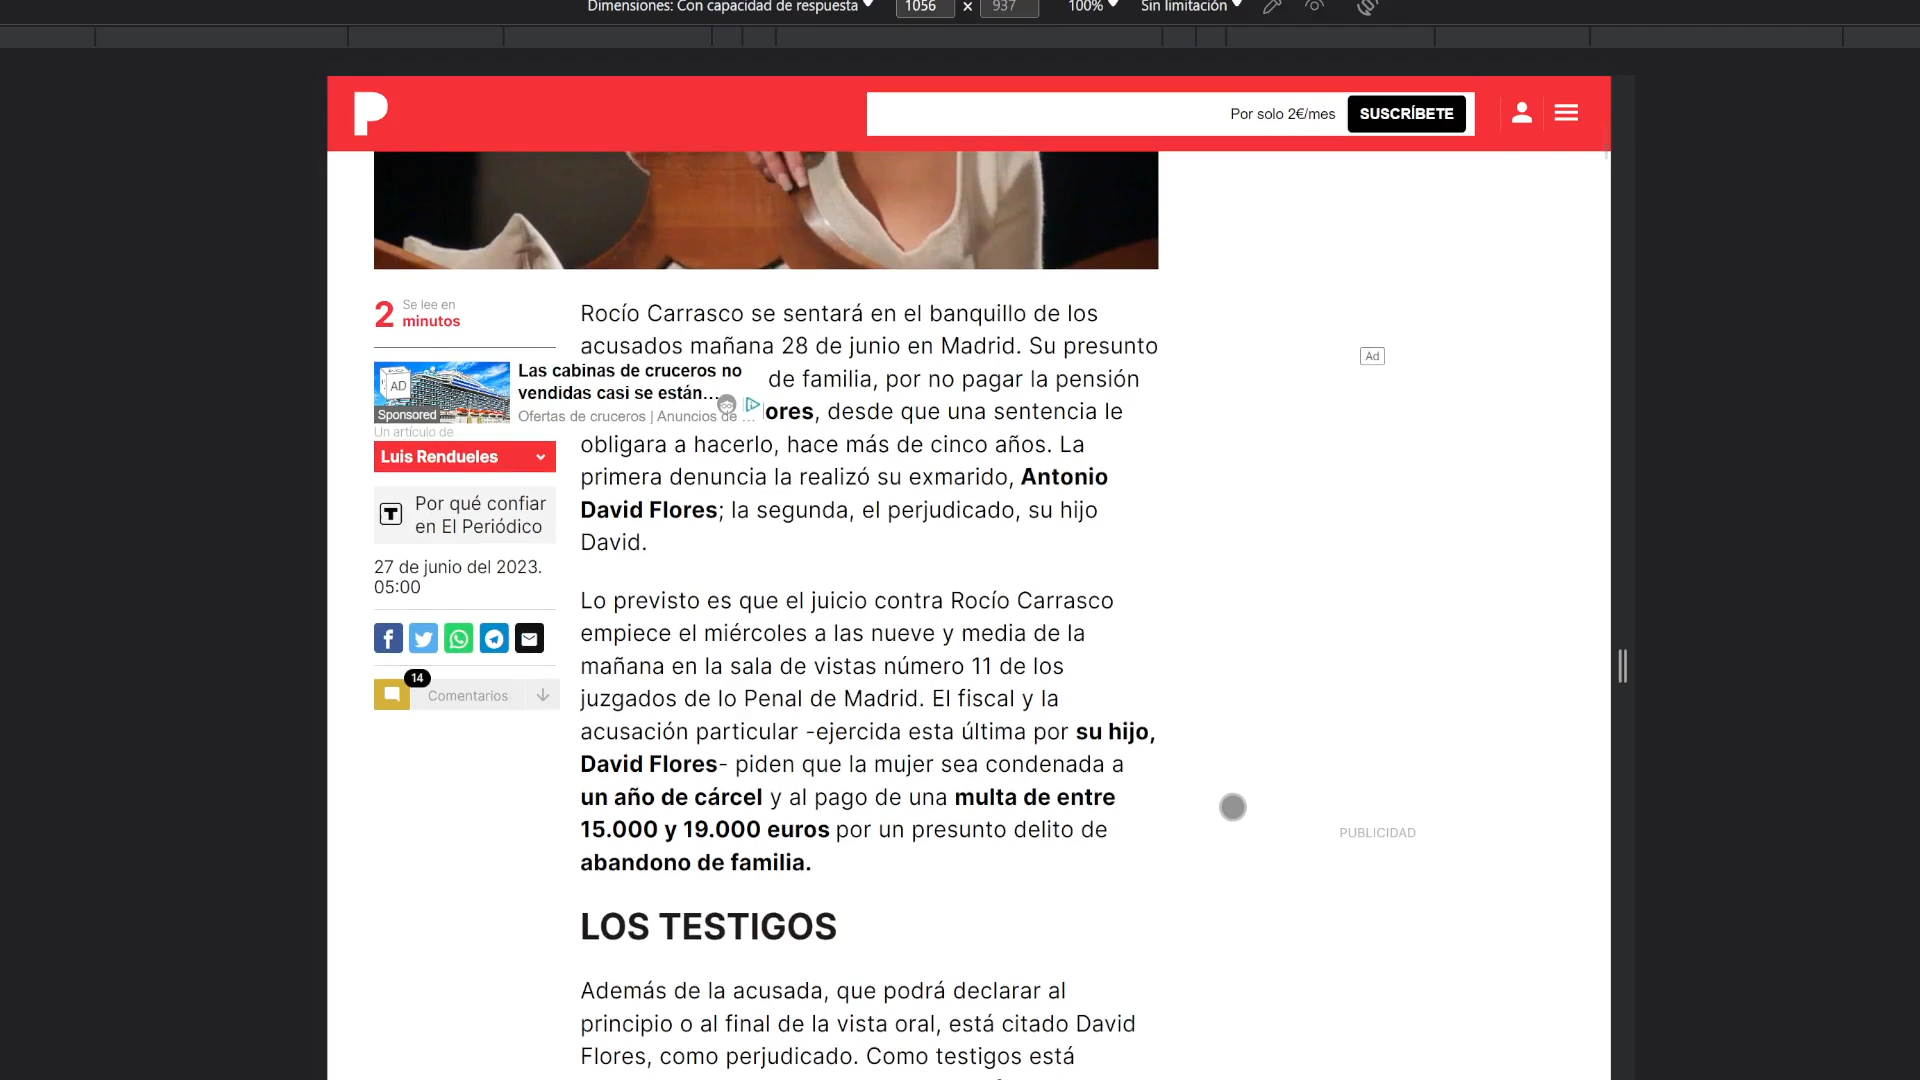 Dimensiones: Con capacidad de respuesta
1056 × 937
100%
Sin limitación
P
Por solo 2€/mes
SUSCRÍBETE
2 Se lee en
minutos
AD
Sponsored
Las cabinas de cruceros no
vendidas casi se están...
Ofertas de cruceros | Anuncios de ...
Un artículo de
Luis Rendueles
T
Por qué confiar
en El Periódico
27 de junio del 2023.
05:00
14
Comentarios
Rocío Carrasco se sentará en el banquillo de los
acusados mañana 28 de junio en Madrid. Su presunto
de familia, por no pagar la pensión
ores, desde que una sentencia le
obligara a hacerlo, hace más de cinco años. La
primera denuncia la realizó su exmarido, Antonio
David Flores; la segunda, el perjudicado, su hijo
David.
Lo previsto es que el juicio contra Rocío Carrasco
empiece el miércoles a las nueve y media de la
mañana en la sala de vistas número 11 de los
juzgados de lo Penal de Madrid. El fiscal y la
acusación particular -ejercida esta última por su hijo,
David Flores- piden que la mujer sea condenada a
un año de cárcel y al pago de una multa de entre
15.000 y 19.000 euros por un presunto delito de
abandono de familia.
LOS TESTIGOS
Además de la acusada, que podrá declarar al
principio o al final de la vista oral, está citado David
Flores, como perjudicado. Como testigos está
Ad
PUBLICIDAD